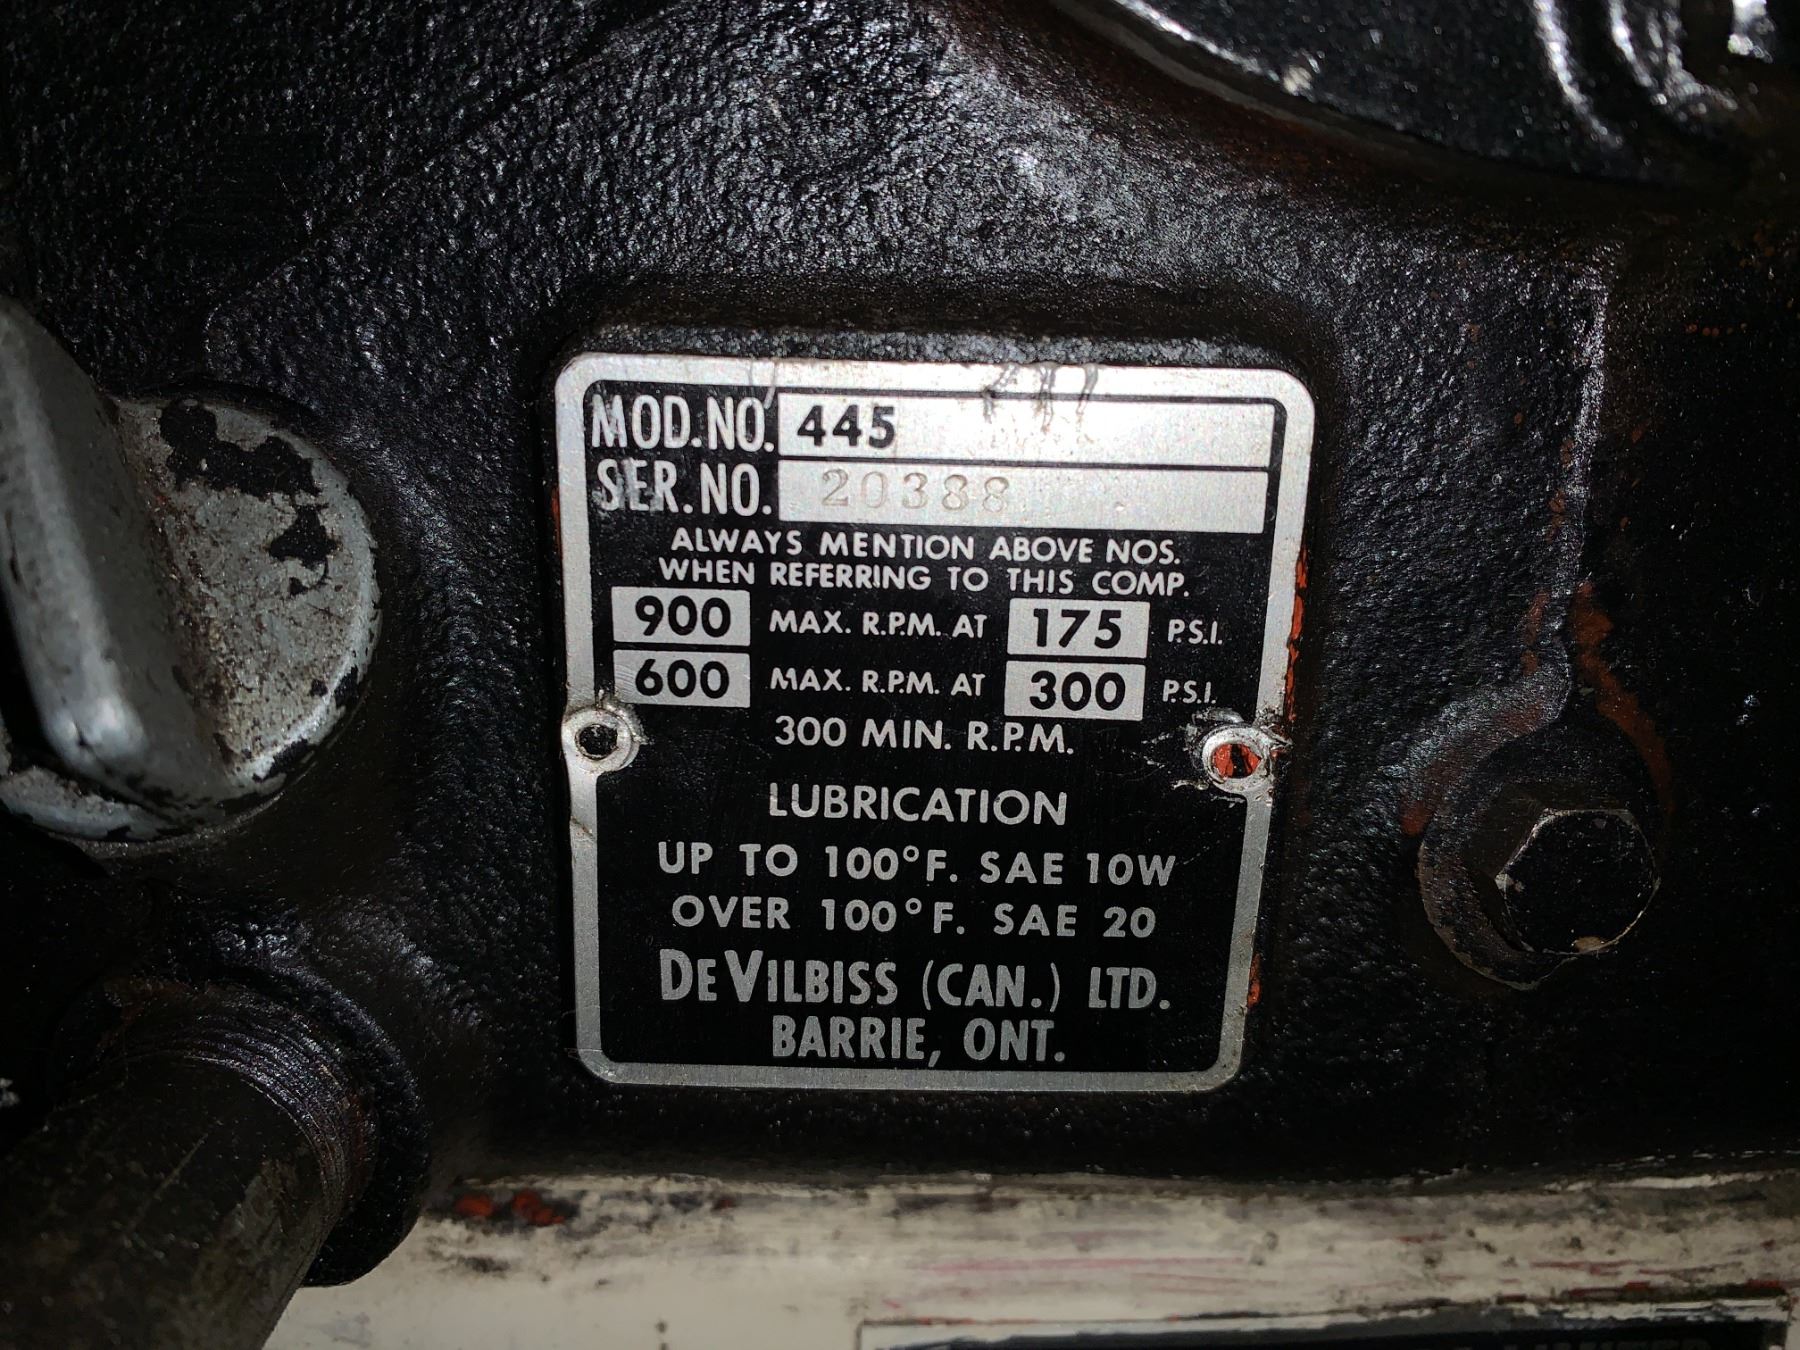 MOD. NO. 445
SER. NO. 20388
ALWAYS MENTION ABOVE NOS.
WHEN REFERRING TO THIS COMP.
900 MAX. R.P.M. AT 175 P.S.I.
600 MAX. R.P.M. AT 300 P.S.I.
300 MIN. R.P.M.
LUBRICATION
UP TO 100°F. SAE 10W
OVER 100°F. SAE 20
DEVILBISS (CAN.) LTD.
BARRIE, ONT.